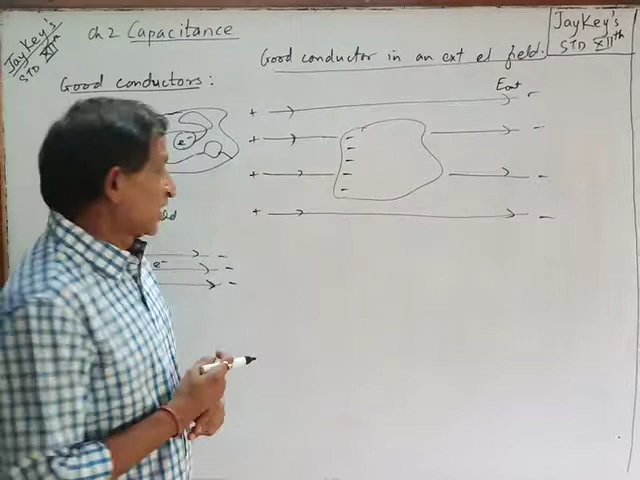 JayKey's
STD XIIth
ch 2 Capacitance
JayKey's
STD XIIth
Good conductor in an ext el field.
Good conductors:
Eext
+ -
+ -
+ -
+ -
-
-
-
-
-
e-
ld
e-
-
-
-